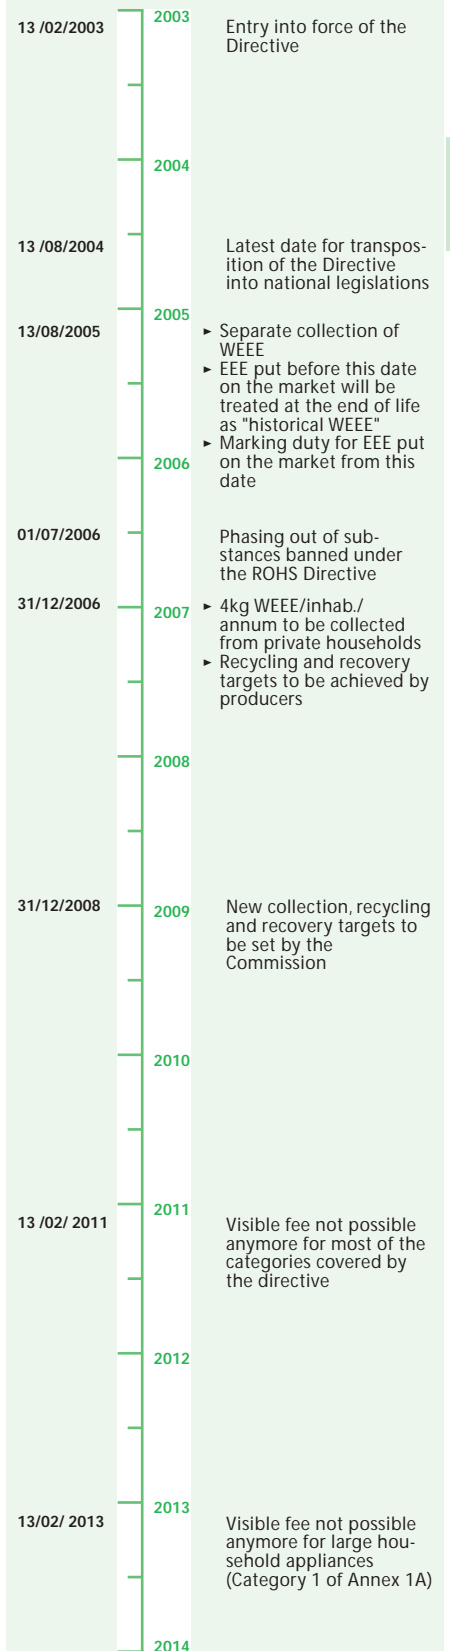 2003
13 /02/2003
Entry into force of the
Directive
2004
13 /08/2004
Latest date for transpos-
ition of the Directive
into national legislations
2005
13/08/2005
► Separate collection of
WEEE
► EEE put before this date
on the market will be
treated at the end of life
as "historical WEEE"
► Marking duty for EEE put
on the market from this
date
2006
01/07/2006
Phasing out of sub-
stances banned under
the ROHS Directive
31/12/2006
2007
► 4kg WEEE/inhab./
annum to be collected
from private households
► Recycling and recovery
targets to be achieved by
producers
2008
31/12/2008
2009
New collection, recycling
and recovery targets to
be set by the
Commission
2010
2011
13 /02/ 2011
Visible fee not possible
anymore for most of the
categories covered by
the directive
2012
2013
13/02/ 2013
Visible fee not possible
anymore for large hou-
sehold appliances
(Category 1 of Annex 1A)
2014